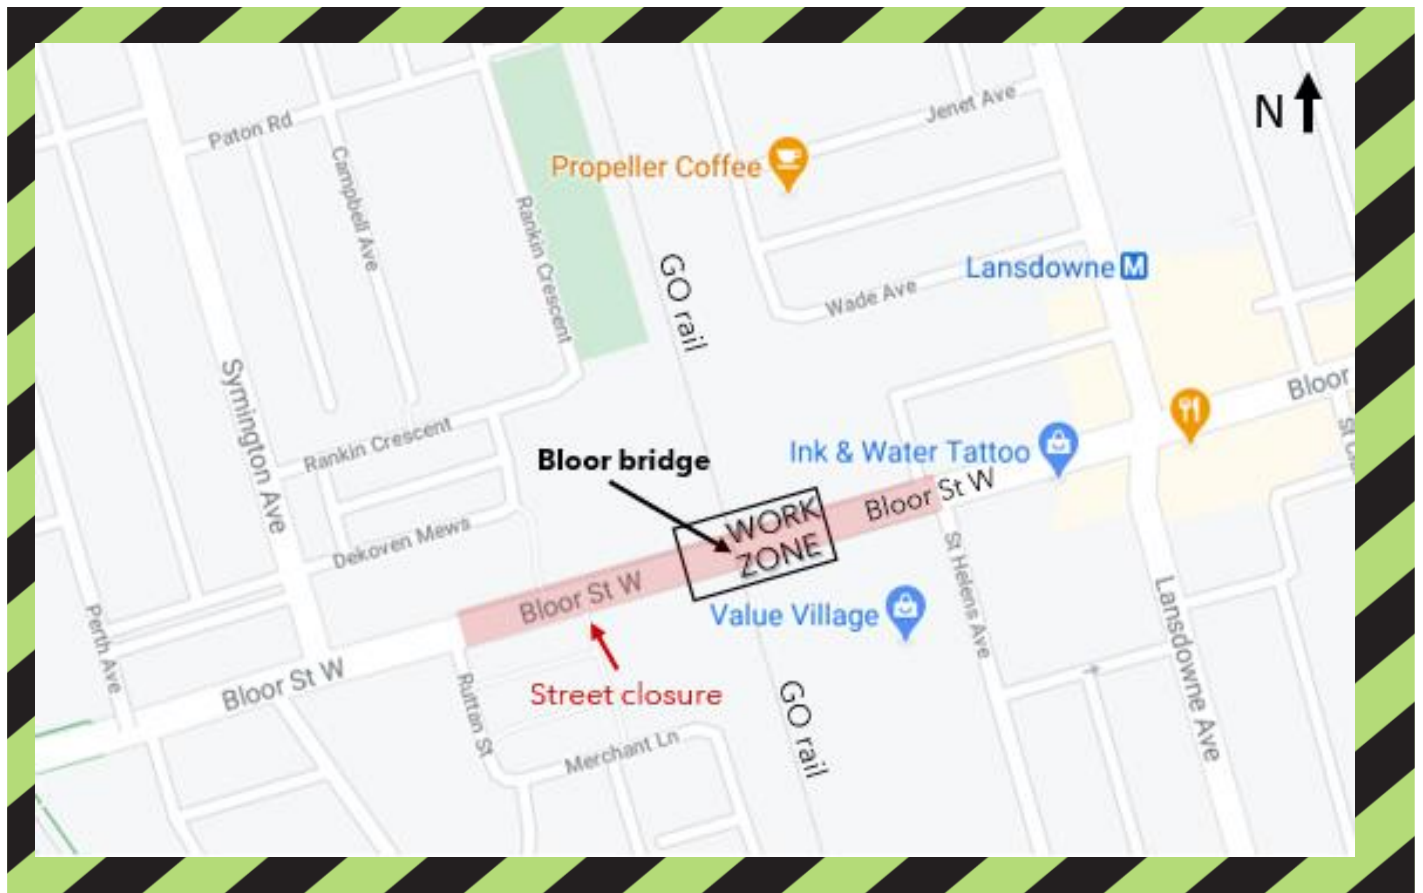 N
Jenet Ave
Paton Rd
Propeller Coffee
Campbell Ave
Rankin Crescent
GO rail
Lansdowne M
Wade Ave
Symington Ave
Bloor
Rankin Crescent
Bloor bridge
Ink & Water Tattoo
Bloor St W
WORK
ZONE
Dekoven Mews
Bloor St W
Value Village
St Helens Ave
Lansdowne Ave
Perth Ave
Bloor St W
Street closure
Ruttan St
Merchant Ln
GO rail